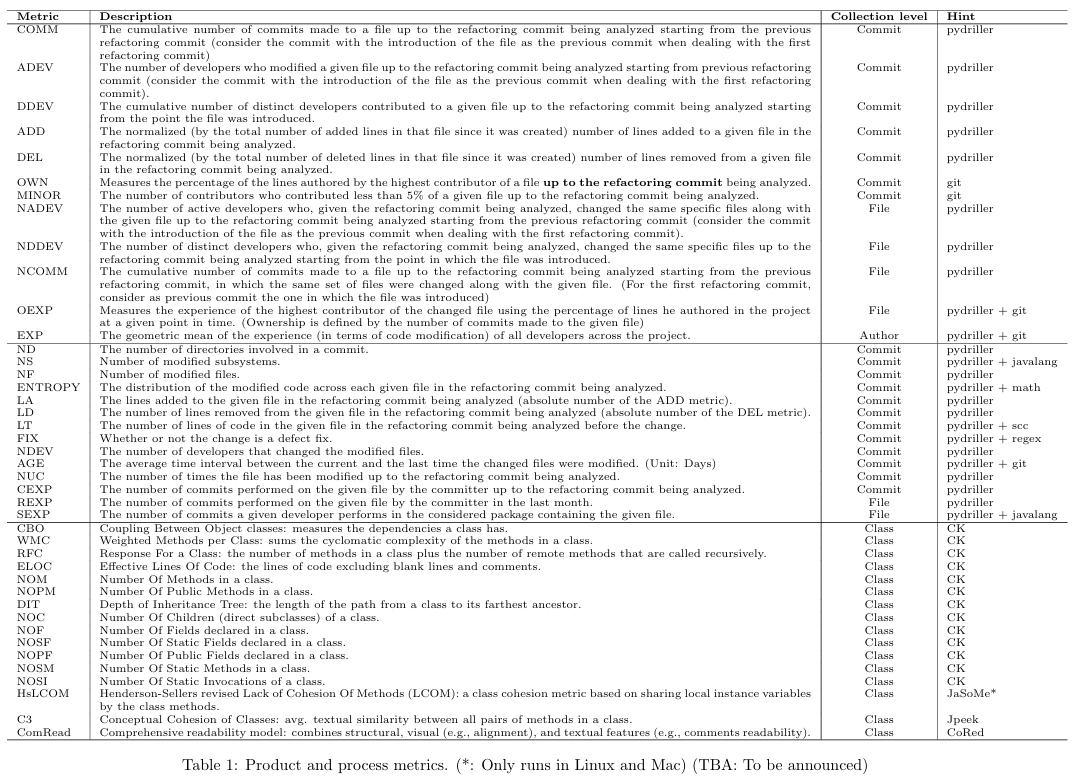 Metric Description Collection level Hint
COMM The cumulative number of commits made to a file up to the refactoring commit being analyzed starting from the previous Commit pydriller
refactoring commit (consider the commit with the introduction of the file as the previous commit when dealing with the first
refactoring commit)
ADEV The number of developers who modified a given file up to the refactoring commit being analyzed starting from previous refactoring Commit pydriller
commit (consider the commit with the introduction of the file as the previous commit when dealing with the first refactoring
commit).
DDEV The cumulative number of distinct developers contributed to a given file up to the refactoring commit being analyzed starting Commit pydriller
from the point the file was introduced.
ADD The normalized (by the total number of added lines in that file since it was created) number of lines added to a given file in the Commit pydriller
refactoring commit being analyzed.
DEL The normalized (by the total number of deleted lines in that file since it was created) number of lines removed from a given file Commit pydriller
in the refactoring commit being analyzed.
OWN Measures the percentage of the lines authored by the highest contributor of a file up to the refactoring commit being analyzed. Commit git
MINOR The number of contributors who contributed less than 5% of a given file up to the refactoring commit being analyzed. Commit git
NADEV The number of active developers who, given the refactoring commit being analyzed, changed the same specific files along with File pydriller
the given file up to the refactoring commit being analyzed starting from the previous refactoring commit (consider the commit
with the introduction of the file as the previous commit when dealing with the first refactoring commit).
NDDEV The number of distinct developers who, given the refactoring commit being analyzed, changed the same specific files up to the File pydriller
refactoring commit being analyzed starting from the point in which the file was introduced.
NCOMM The cumulative number of commits made to a file up to the refactoring commit being analyzed starting from the previous File pydriller
refactoring commit, in which the same set of files were changed along with the given file. (For the first refactoring commit,
consider as previous commit the one in which the file was introduced)
OEXP Measures the experience of the highest contributor of the changed file using the percentage of lines he authored in the project File pydriller + git
at a given point in time. (Ownership is defined by the number of commits made to the given file)
EXP The geometric mean of the experience (in terms of code modification) of all developers across the project. Author pydriller + git
ND The number of directories involved in a commit. Commit pydriller
NS Number of modified subsystems. Commit pydriller + javalang
NF Number of modified files. Commit pydriller
ENTROPY The distribution of the modified code across each given file in the refactoring commit being analyzed. Commit pydriller + math
LA The lines added to the given file in the refactoring commit being analyzed (absolute number of the ADD metric). Commit pydriller
LD The number of lines removed from the given file in the refactoring commit being analyzed (absolute number of the DEL metric). Commit pydriller
LT The number of lines of code in the given file in the refactoring commit being analyzed before the change. Commit pydriller + scc
FIX Whether or not the change is a defect fix. Commit pydriller + regex
NDEV The number of developers that changed the modified files. Commit pydriller
AGE The average time interval between the current and the last time the changed files were modified. (Unit: Days) Commit pydriller + git
NUC The number of times the file has been modified up to the refactoring commit being analyzed. Commit pydriller
CEXP The number of commits performed on the given file by the committer up to the refactoring commit being analyzed. Commit pydriller
REXP The number of commits performed on the given file by the committer in the last month. File pydriller
SEXP The number of commits a given developer performs in the considered package containing the given file. File pydriller + javalang
CBO Coupling Between Object classes: measures the dependencies a class has. Class CK
WMC Weighted Methods per Class: sums the cyclomatic complexity of the methods in a class. Class CK
RFC Response For a Class: the number of methods in a class plus the number of remote methods that are called recursively. Class CK
ELOC Effective Lines Of Code: the lines of code excluding blank lines and comments. Class CK
NOM Number Of Methods in a class. Class CK
NOPM Number Of Public Methods in a class. Class CK
DIT Depth of Inheritance Tree: the length of the path from a class to its farthest ancestor. Class CK
NOC Number Of Children (direct subclasses) of a class. Class CK
NOF Number Of Fields declared in a class. Class CK
NOSF Number Of Static Fields declared in a class. Class CK
NOPF Number Of Public Fields declared in a class. Class CK
NOSM Number Of Static Methods in a class. Class CK
NOSI Number Of Static Invocations of a class. Class CK
HsLCOM Henderson-Sellers revised Lack of Cohesion Of Methods (LCOM): a class cohesion metric based on sharing local instance variables Class JaSoMe*
by the class methods.
C3 Conceptual Cohesion of Classes: avg. textual similarity between all pairs of methods in a class. Class Jpeek
ComRead Comprehensive readability model: combines structural, visual (e.g., alignment), and textual features (e.g., comments readability). Class CoRed
Table 1: Product and process metrics. (*: Only runs in Linux and Mac) (TBA: To be announced)